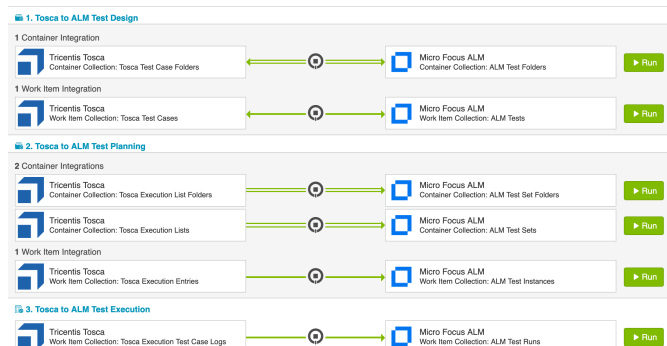 1. Tosca to ALM Test Design
1 Container Integration
Tricentis Tosca
Container Collection: Tosca Test Case Folders
Micro Focus ALM
Container Collection: ALM Test Folders
Run
1 Work Item Integration
Tricentis Tosca
Work Item Collection: Tosca Test Cases
Micro Focus ALM
Work Item Collection: ALM Tests
Run
2. Tosca to ALM Test Planning
2 Container Integrations
Tricentis Tosca
Container Collection: Tosca Execution List Folders
Micro Focus ALM
Container Collection: ALM Test Set Folders
Run
Tricentis Tosca
Container Collection: Tosca Execution Lists
Micro Focus ALM
Container Collection: ALM Test Sets
Run
1 Work Item Integration
Tricentis Tosca
Work Item Collection: Tosca Execution Entries
Micro Focus ALM
Work Item Collection: ALM Test Instances
Run
3. Tosca to ALM Test Execution
Tricentis Tosca
Work Item Collection: Tosca Execution Test Case Logs
Micro Focus ALM
Work Item Collection: ALM Test Runs
Run